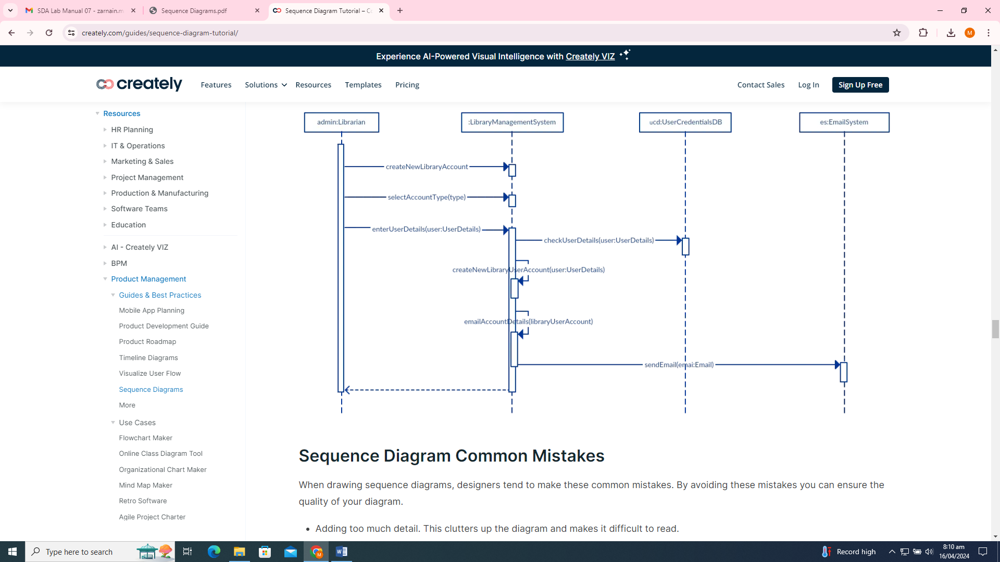 SDA Lab Manual 07 - zarnain.m
Sequence Diagrams.pdf
Sequence Diagram Tutorial – Co
creately.com/guides/sequence-diagram-tutorial/
M
Experience AI-Powered Visual Intelligence with Creately VIZ
creately
Features
Solutions
Resources
Templates
Pricing
Contact Sales
Log In
Sign Up Free
Resources
HR Planning
IT & Operations
Marketing & Sales
Project Management
Production & Manufacturing
Software Teams
Education
AI - Creately VIZ
BPM
Product Management
Guides & Best Practices
Mobile App Planning
Product Development Guide
Product Roadmap
Timeline Diagrams
Visualize User Flow
Sequence Diagrams
More
Use Cases
Flowchart Maker
Online Class Diagram Tool
Organizational Chart Maker
Mind Map Maker
Retro Software
Agile Project Charter
admin:Librarian
:LibraryManagementSystem
ucd:UserCredentialsDB
es:EmailSystem
createNewLibraryAccount
selectAccountType(type)
enterUserDetails(user:UserDetails)
checkUserDetails(user:UserDetails)
createNewLibraryUserAccount(user:UserDetails)
emailAccountDetails(libraryUserAccount)
sendEmail(emai:Email)
Sequence Diagram Common Mistakes
When drawing sequence diagrams, designers tend to make these common mistakes. By avoiding these mistakes you can ensure the
quality of your diagram.
• Adding too much detail. This clutters up the diagram and makes it difficult to read.
Type here to search
M
Record high
8:10 am
16/04/2024